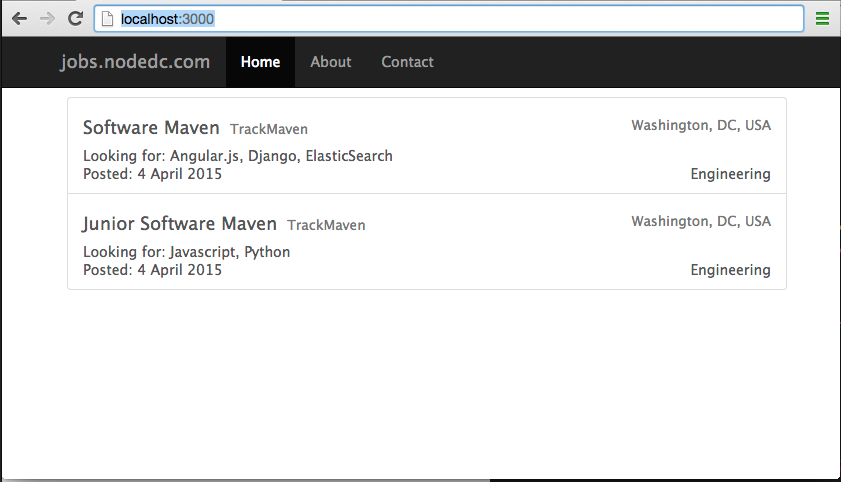 localhost:3000
jobs.nodedc.com Home About Contact
Software Maven TrackMaven Washington, DC, USA
Looking for: Angular.js, Django, ElasticSearch
Posted: 4 April 2015 Engineering
Junior Software Maven TrackMaven Washington, DC, USA
Looking for: Javascript, Python
Posted: 4 April 2015 Engineering